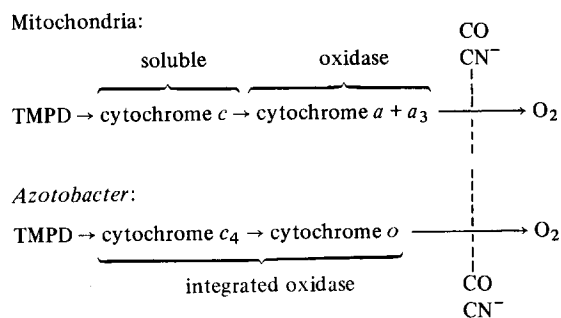 Mitochondria:
CO
CN⁻
soluble oxidase
TMPD → cytochrome c → cytochrome a + a₃ → O₂
Azotobacter:
TMPD → cytochrome c₄ → cytochrome o → O₂
integrated oxidase
CO
CN⁻